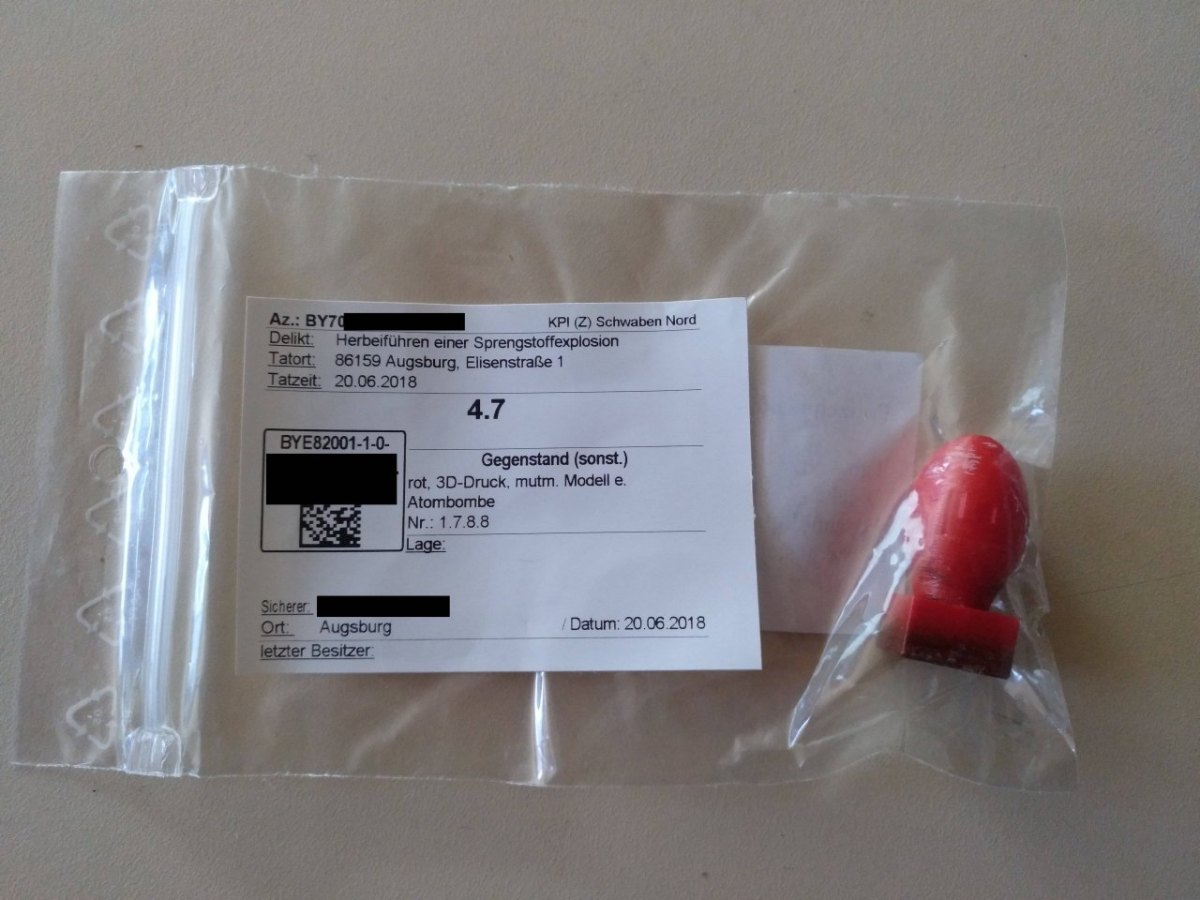 Az.: BY70
KPI (Z) Schwaben Nord
Delikt: Herbeiführen einer Sprengstoffexplosion
Tatort: 86159 Augsburg, Elisenstraße 1
Tatzeit: 20.06.2018
4.7
BYE82001-1-0-
Gegenstand (sonst.)
rot, 3D-Druck, mutm. Modell e.
Atombombe
Nr.: 1.7.8.8
Lage:
Sicherer:
Ort: Augsburg / Datum: 20.06.2018
letzter Besitzer: